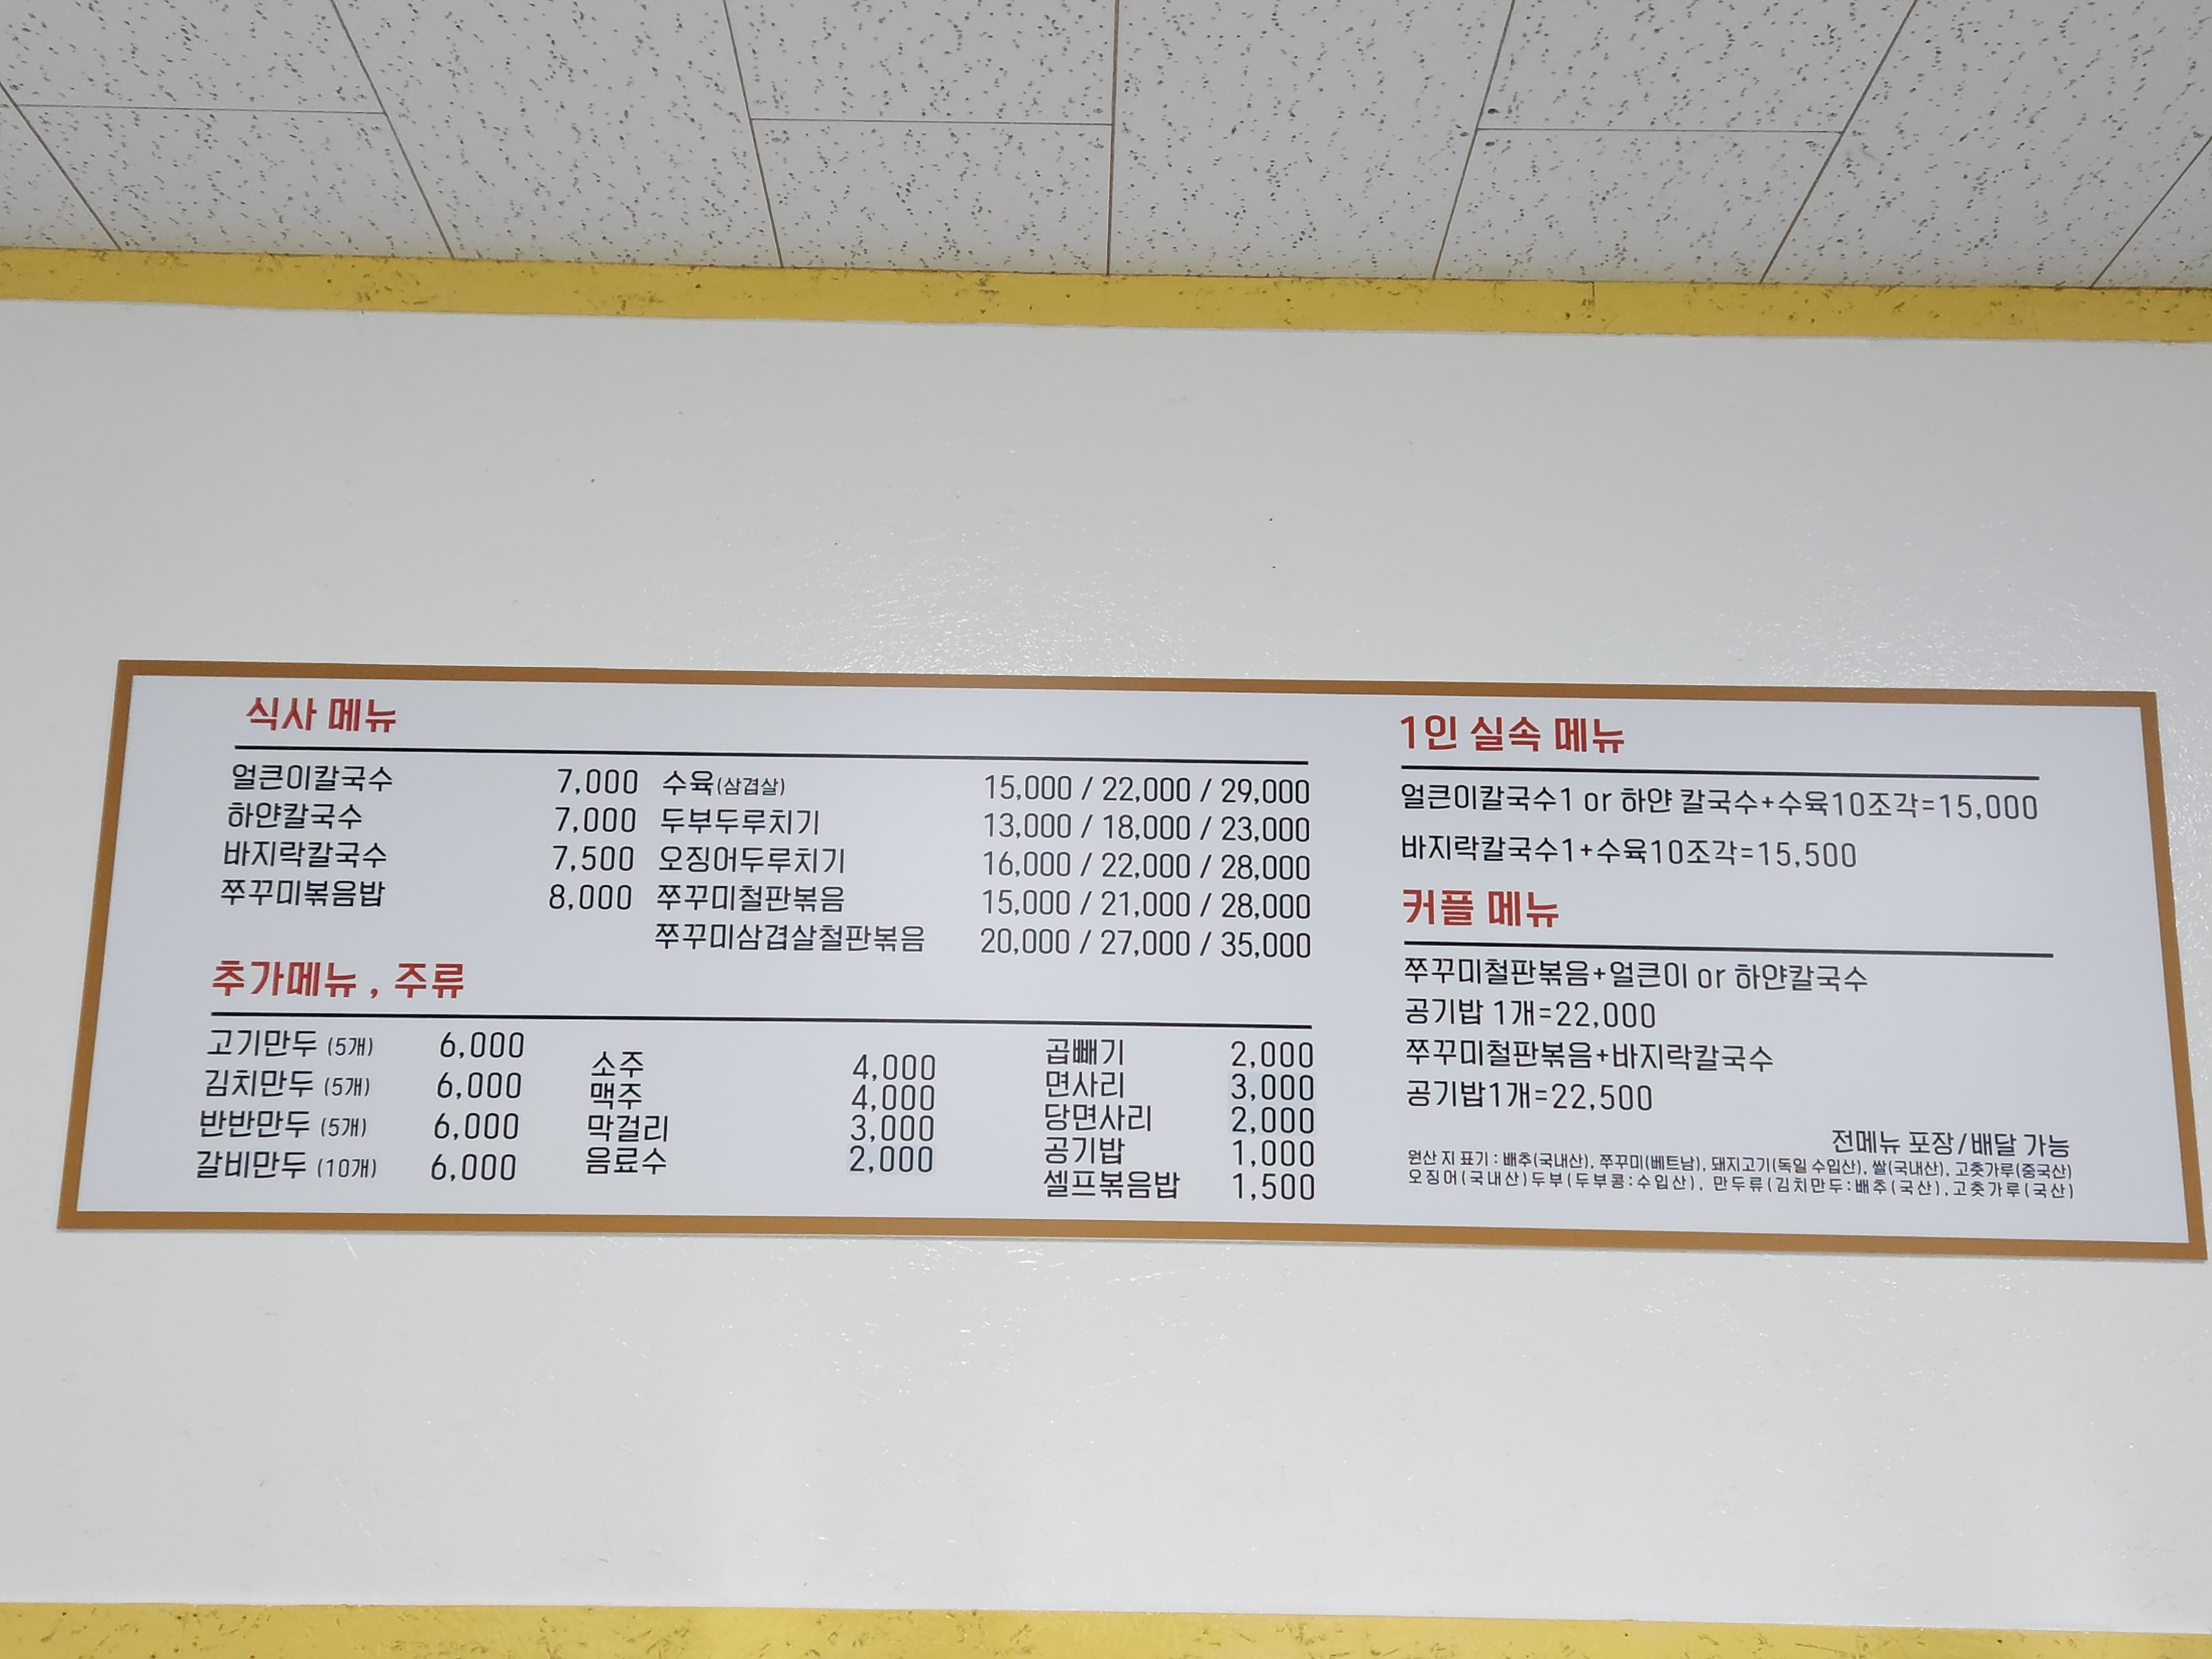 식사 메뉴
얼큰이칼국수 7,000
하얀칼국수 7,000
바지락칼국수 7,500
쭈꾸미볶음밥 8,000
수육(삼겹살) 15,000 / 22,000 / 29,000
두부두루치기 13,000 / 18,000 / 23,000
오징어두루치기 16,000 / 22,000 / 28,000
쭈꾸미철판볶음 15,000 / 21,000 / 28,000
쭈꾸미삼겹살철판볶음 20,000 / 27,000 / 35,000
추가메뉴 , 주류
고기만두 (5개) 6,000
김치만두 (5개) 6,000
반반만두 (5개) 6,000
갈비만두 (10개) 6,000
소주 4,000
맥주 4,000
막걸리 3,000
음료수 2,000
곱빼기 2,000
면사리 3,000
당면사리 2,000
공기밥 1,000
셀프볶음밥 1,500
1인 실속 메뉴
얼큰이칼국수1 or 하얀 칼국수+수육10조각=15,000
바지락칼국수1+수육10조각=15,500
커플 메뉴
쭈꾸미철판볶음+얼큰이 or 하얀칼국수
공기밥 1개=22,000
쭈꾸미철판볶음+바지락칼국수
공기밥1개=22,500
전메뉴 포장/배달 가능
원산 지 표기 : 배추(국내산), 쭈꾸미(베트남), 돼지고기(독일 수입산), 쌀(국내산), 고춧가루(중국산)
오징어(국내산)두부(두부콩:수입산), 만두류(김치만두:배추(국산),고춧가루(국산)